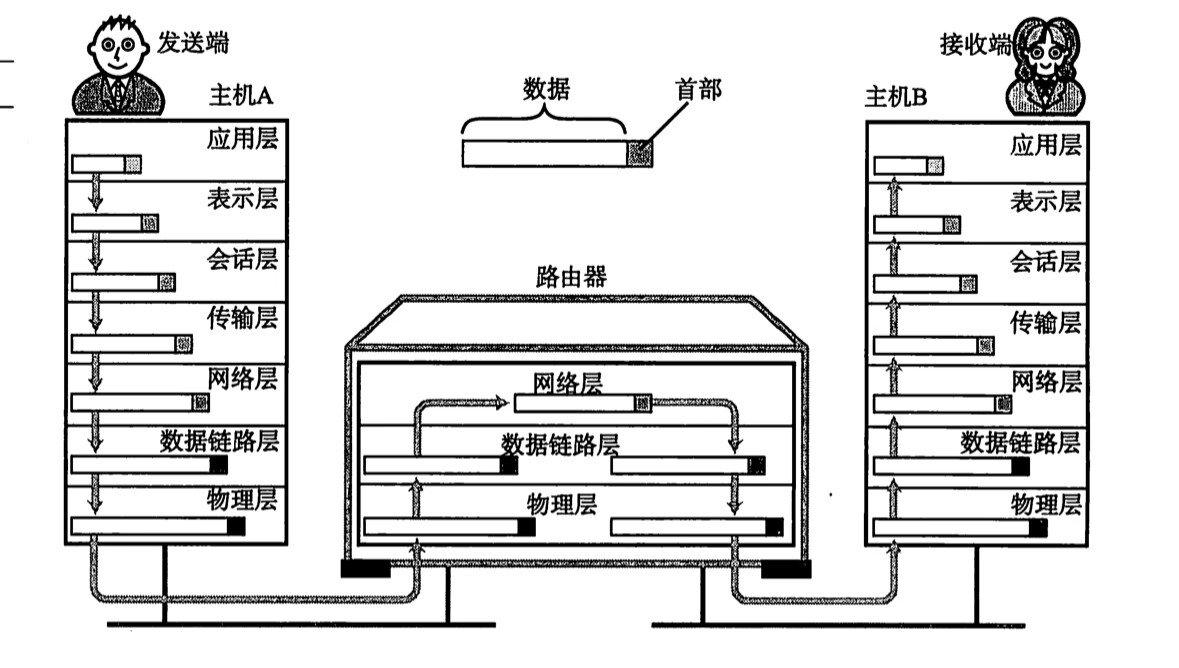 发送端
接收端
主机A
数据
首部
主机B
应用层
表示层
会话层
传输层
网络层
数据链路层
物理层
路由器
网络层
数据链路层
物理层
应用层
表示层
会话层
传输层
网络层
数据链路层
物理层